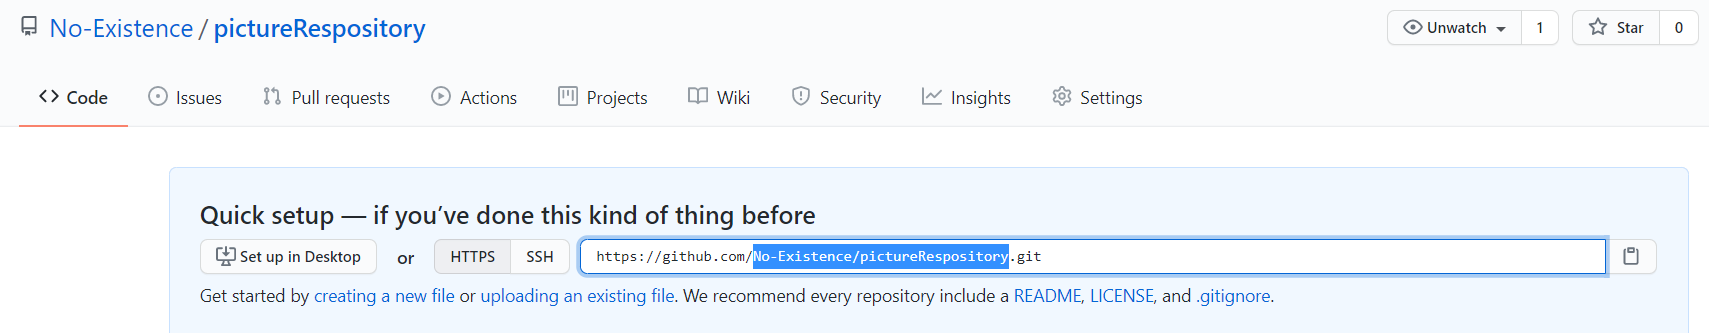 No-Existence / pictureRespository
Unwatch 1 Star 0
Code Issues Pull requests Actions Projects Wiki Security Insights Settings
Quick setup — if you’ve done this kind of thing before
Set up in Desktop or HTTPS SSH https://github.com/No-Existence/pictureRespository.git
Get started by creating a new file or uploading an existing file. We recommend every repository include a README, LICENSE, and .gitignore.